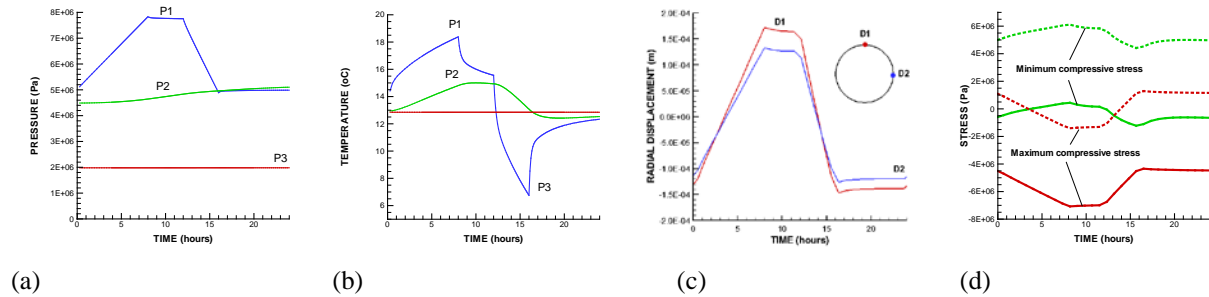 8E+06
7E+06
6E+06
5E+06
4E+06
3E+06
2E+06
1E+06
0
PRESSURE (Pa)
P1
P2
P3
0 10 20
TIME (hours)
(a)
20
18
16
14
12
10
8
6
TEMPERATURE (oC)
P1
P2
P3
0 10 20
TIME (hours)
(b)
2.0E-04
1.5E-04
1.0E-04
5.0E-05
0.0E+00
-5.0E-05
-1.0E-04
-1.5E-04
-2.0E-04
RADIAL DISPLACEMENT (m)
D1
D1
D2
D2
0 5 10 15 20
TIME (hours)
(c)
8E+06
6E+06
4E+06
2E+06
0
-2E+06
-4E+06
-6E+06
-8E+06
STRESS (Pa)
Minimum compressive stress
Maximum compressive stress
0 5 10 15 20
TIME (hours)
(d)